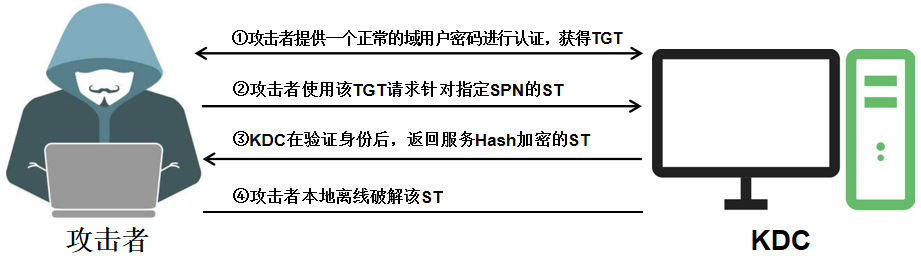 ①攻击者提供一个正常的域用户密码进行认证，获得TGT
②攻击者使用该TGT请求针对指定SPN的ST
③KDC在验证身份后，返回服务Hash加密的ST
④攻击者本地离线破解该ST
攻击者
KDC